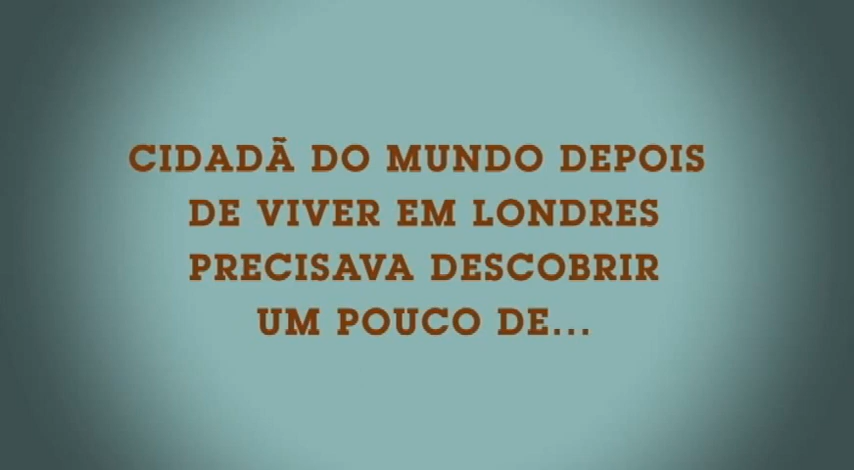 CIDADÃ DO MUNDO DEPOIS
DE VIVER EM LONDRES
PRECISAVA DESCOBRIR
UM POUCO DE...